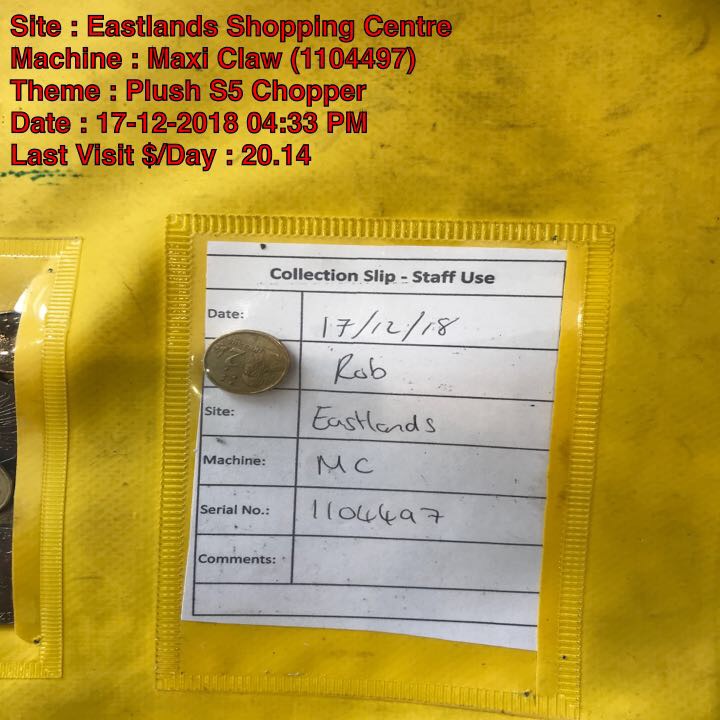 Site : Eastlands Shopping Centre
Machine : Maxi Claw (1104497)
Theme : Plush S5 Chopper
Date : 17-12-2018 04:33 PM
Last Visit $/Day : 20.14
Collection Slip - Staff Use
Date: 17/12/18
Rob
Site: Eastlands
Machine: MC
Serial No.: 1104497
Comments: